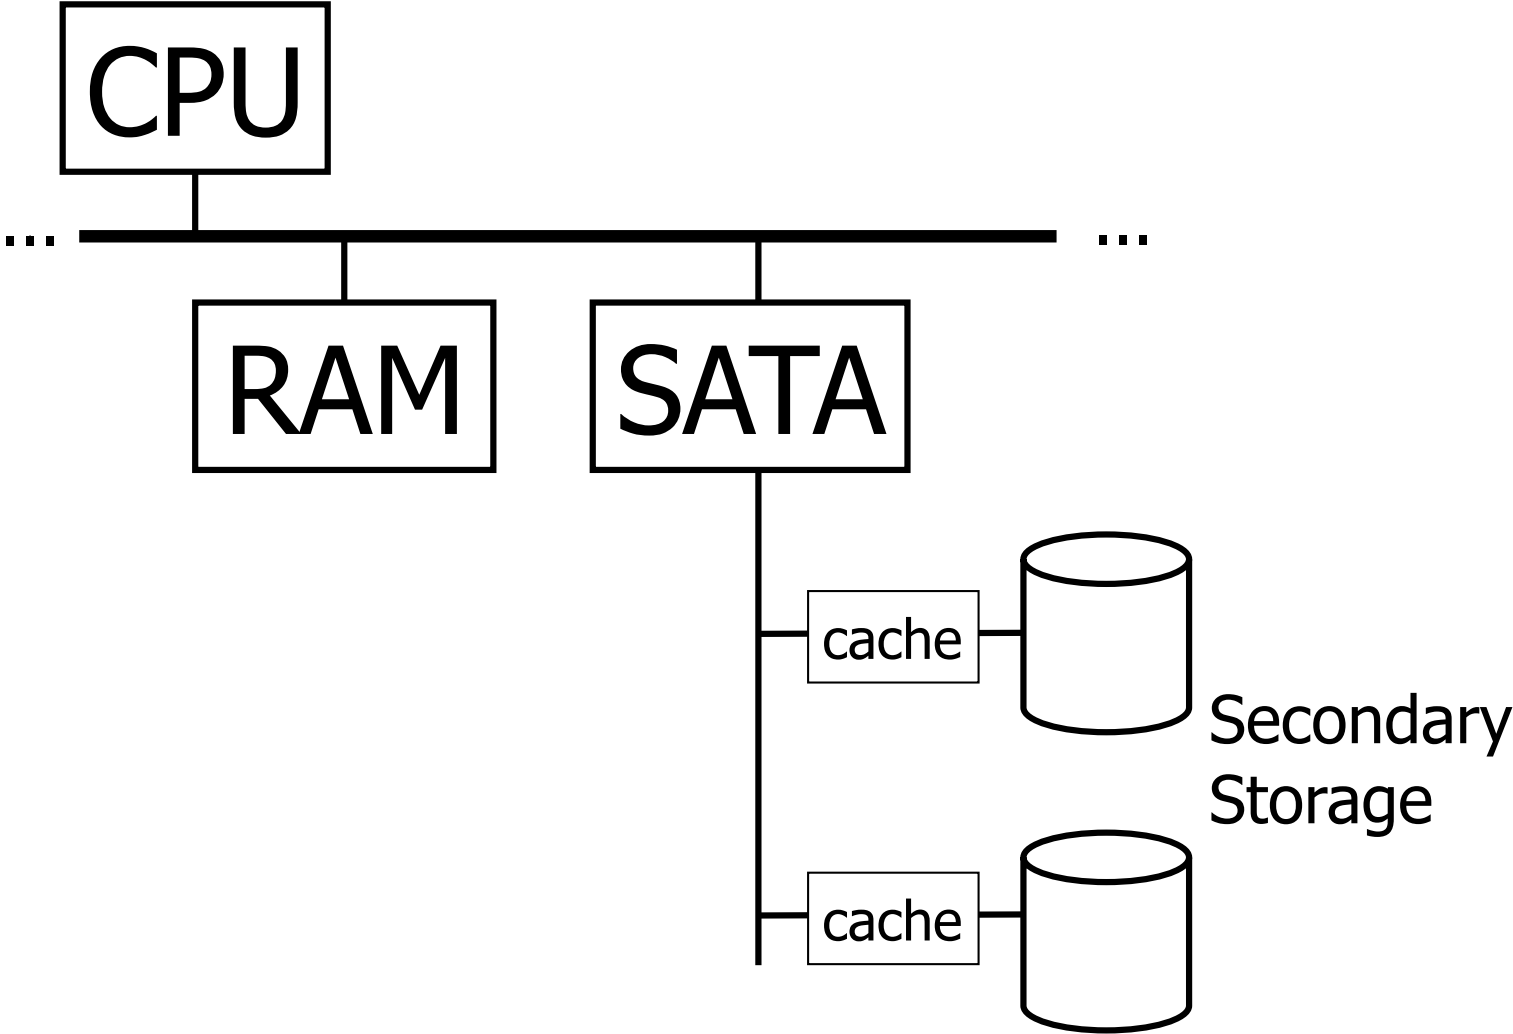 CPU
... ...
RAM
SATA
cache
Secondary
Storage
cache